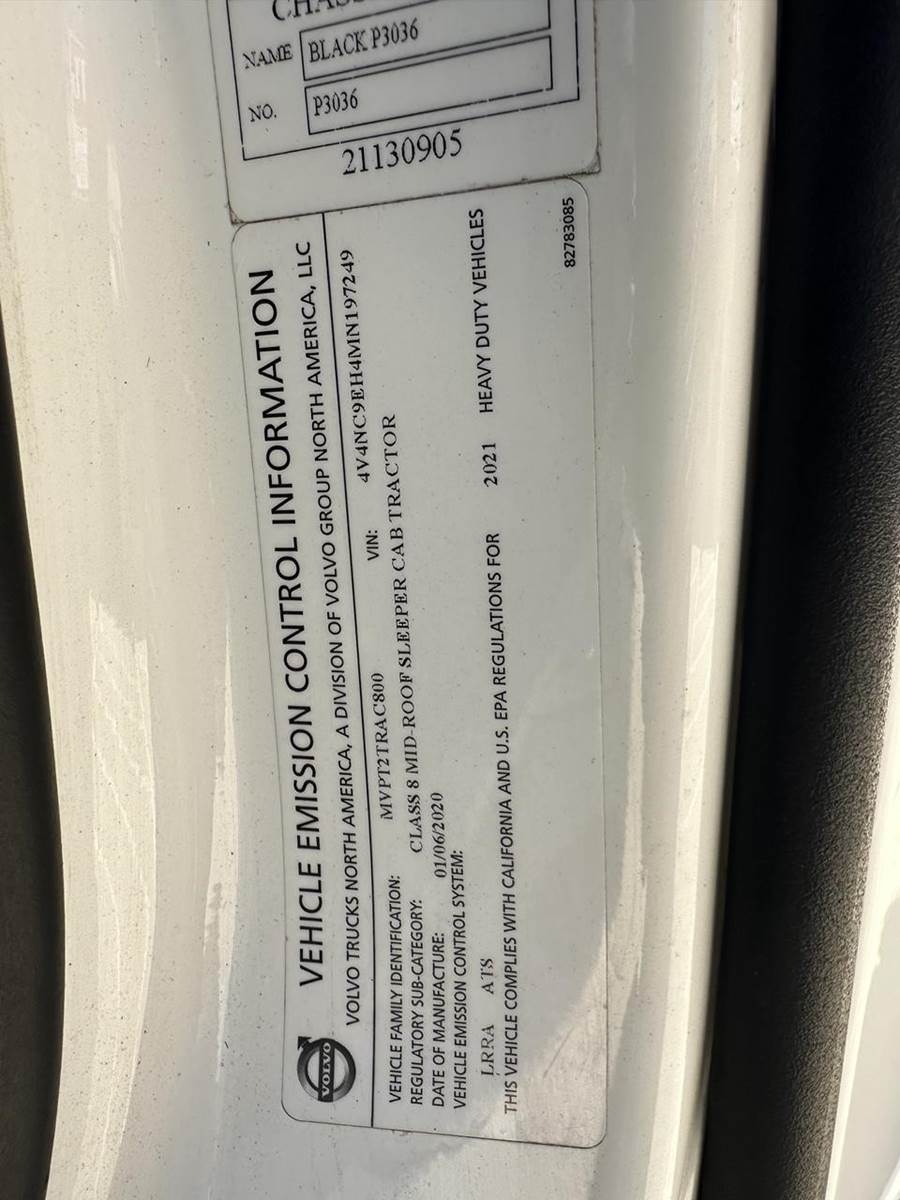 NAME BLACK P3036
NO. P3036
21130905
VOLVO
VEHICLE EMISSION CONTROL INFORMATION
VOLVO TRUCKS NORTH AMERICA, A DIVISION OF VOLVO GROUP NORTH AMERICA, LLC
VEHICLE FAMILY IDENTIFICATION: MVPT2TRAC800 VIN: 4V4NC9EH4MN197249
REGULATORY SUB-CATEGORY: CLASS 8 MID-ROOF SLEEPER CAB TRACTOR
DATE OF MANUFACTURE: 01/06/2020
VEHICLE EMISSION CONTROL SYSTEM:
LRRA ATS
THIS VEHICLE COMPLIES WITH CALIFORNIA AND U.S. EPA REGULATIONS FOR 2021 HEAVY DUTY VEHICLES
82783085